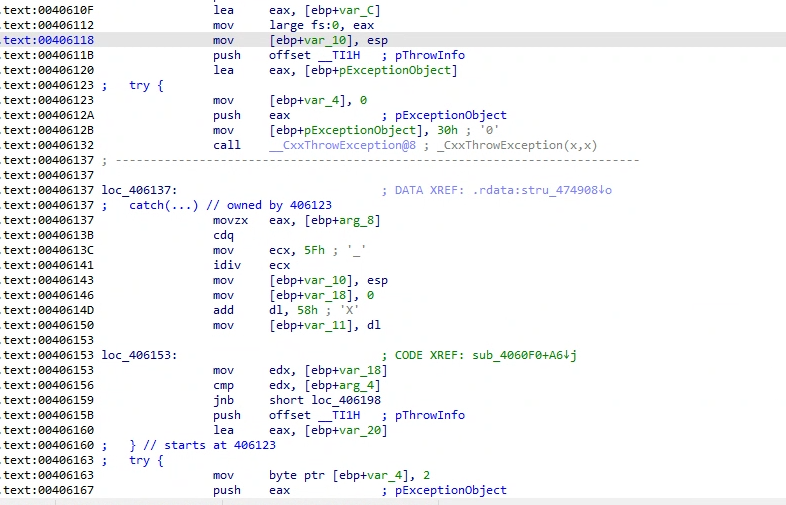 .text:0040610F lea eax, [ebp+var_C]
.text:00406112 mov large fs:0, eax
.text:00406118 mov [ebp+var_10], esp
.text:0040611B push offset __TI1H ; pThrowInfo
.text:00406120 lea eax, [ebp+pExceptionObject]
.text:00406123 ; try {
.text:00406123 mov [ebp+var_4], 0
.text:0040612A push eax ; pExceptionObject
.text:0040612B mov [ebp+pExceptionObject], 30h ; '0'
.text:00406132 call __CxxThrowException@8 ; _CxxThrowException(x,x)
.text:00406137 ; ---------------------------------------------------------------------------
.text:00406137
.text:00406137 loc_406137: ; DATA XREF: .rdata:stru_474908↓o
.text:00406137 ; catch(...) // owned by 406123
.text:00406137 movzx eax, [ebp+arg_8]
.text:0040613B cdq
.text:0040613C mov ecx, 5Fh ; '_'
.text:00406141 idiv ecx
.text:00406143 mov [ebp+var_10], esp
.text:00406146 mov [ebp+var_18], 0
.text:0040614D add dl, 58h ; 'X'
.text:00406150 mov [ebp+var_11], dl
.text:00406153
.text:00406153 loc_406153: ; CODE XREF: sub_4060F0+A6↓j
.text:00406153 mov edx, [ebp+var_18]
.text:00406156 cmp edx, [ebp+arg_4]
.text:00406159 jnb short loc_406198
.text:0040615B push offset __TI1H ; pThrowInfo
.text:00406160 lea eax, [ebp+var_20]
.text:00406160 ; } // starts at 406123
.text:00406163 ; try {
.text:00406163 mov byte ptr [ebp+var_4], 2
.text:00406167 push eax ; pExceptionObject